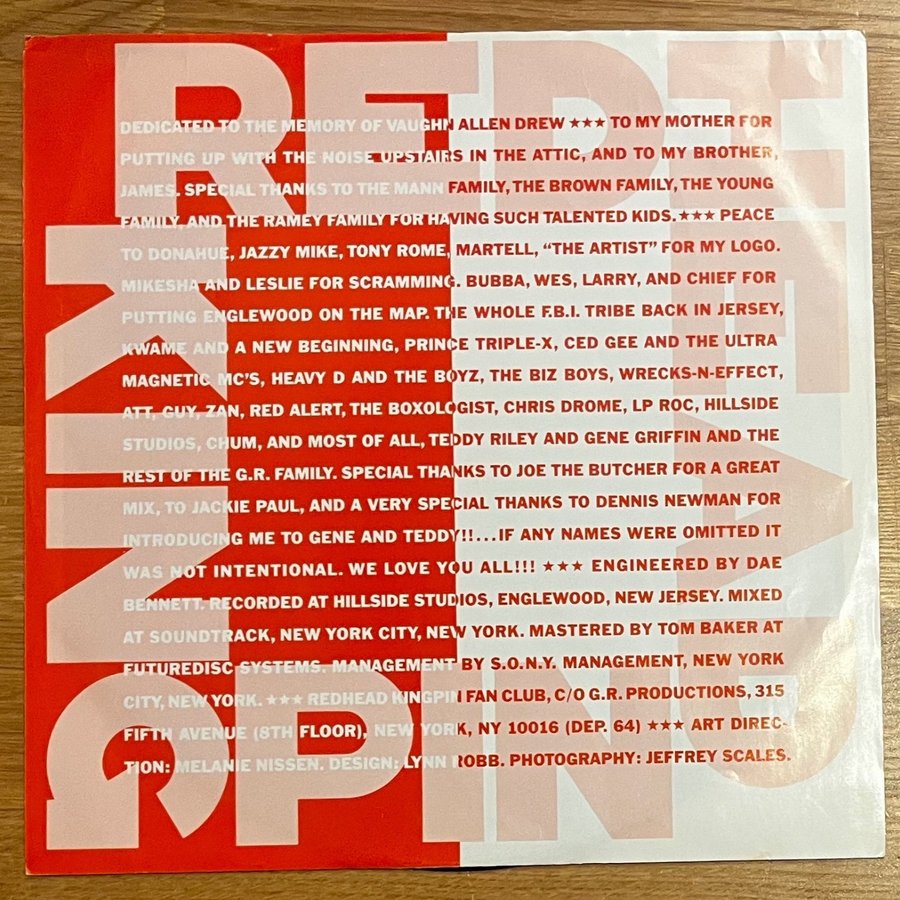 REDHEAD
KINGPIN
DEDICATED TO THE MEMORY OF VAUGHN ALLEN DREW ★★★ TO MY MOTHER FOR
PUTTING UP WITH THE NOISE UPSTAIRS IN THE ATTIC, AND TO MY BROTHER,
JAMES. SPECIAL THANKS TO THE MANN FAMILY, THE BROWN FAMILY, THE YOUNG
FAMILY, AND THE RAMEY FAMILY FOR HAVING SUCH TALENTED KIDS. ★★★ PEACE
TO DONAHUE, JAZZY MIKE, TONY ROME, MARTELL, “THE ARTIST” FOR MY LOGO.
MIKESHA AND LESLIE FOR SCRAMMING. BUBBA, WES, LARRY, AND CHIEF FOR
PUTTING ENGLEWOOD ON THE MAP. THE WHOLE F.B.I. TRIBE BACK IN JERSEY,
KWAME AND A NEW BEGINNING, PRINCE TRIPLE-X, CED GEE AND THE ULTRA
MAGNETIC MC'S, HEAVY D AND THE BOYZ, THE BIZ BOYS, WRECKS-N-EFFECT,
ATT, GUY, ZAN, RED ALERT, THE BOXOLOGIST, CHRIS DROME, LP ROC, HILLSIDE
STUDIOS, CHUM, AND MOST OF ALL, TEDDY RILEY AND GENE GRIFFIN AND THE
REST OF THE G.R. FAMILY. SPECIAL THANKS TO JOE THE BUTCHER FOR A GREAT
MIX, TO JACKIE PAUL, AND A VERY SPECIAL THANKS TO DENNIS NEWMAN FOR
INTRODUCING ME TO GENE AND TEDDY!!...IF ANY NAMES WERE OMITTED IT
WAS NOT INTENTIONAL. WE LOVE YOU ALL!!! ★★★ ENGINEERED BY DAE
BENNETT. RECORDED AT HILLSIDE STUDIOS, ENGLEWOOD, NEW JERSEY. MIXED
AT SOUNDTRACK, NEW YORK CITY, NEW YORK. MASTERED BY TOM BAKER AT
FUTUREDISC SYSTEMS. MANAGEMENT BY S.O.N.Y. MANAGEMENT, NEW YORK
CITY, NEW YORK. ★★★ REDHEAD KINGPIN FAN CLUB, C/O G.R. PRODUCTIONS, 315
FIFTH AVENUE (8TH FLOOR), NEW YORK, NY 10016 (DEP. 64) ★★★ ART DIREC-
TION: MELANIE NISSEN. DESIGN: LYNN ROBB. PHOTOGRAPHY: JEFFREY SCALES.